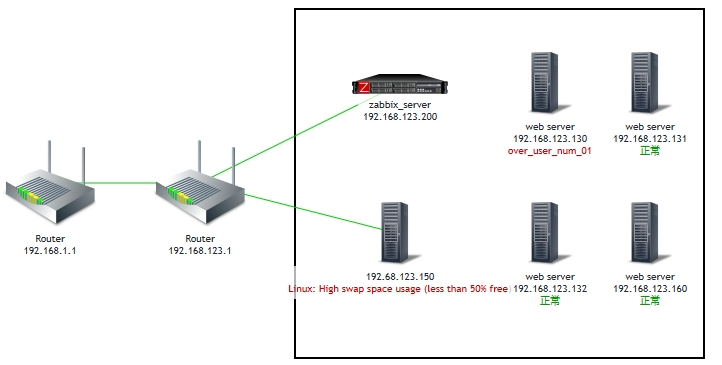 zabbix_server
192.168.123.200
web server
192.168.123.130
over_user_num_01
web server
192.168.123.131
正常
Router
192.168.1.1
Router
192.168.123.1
192.68.123.150
Linux: High swap space usage (less than 50% free)
web server
192.168.123.132
正常
web server
192.168.123.160
正常
Z